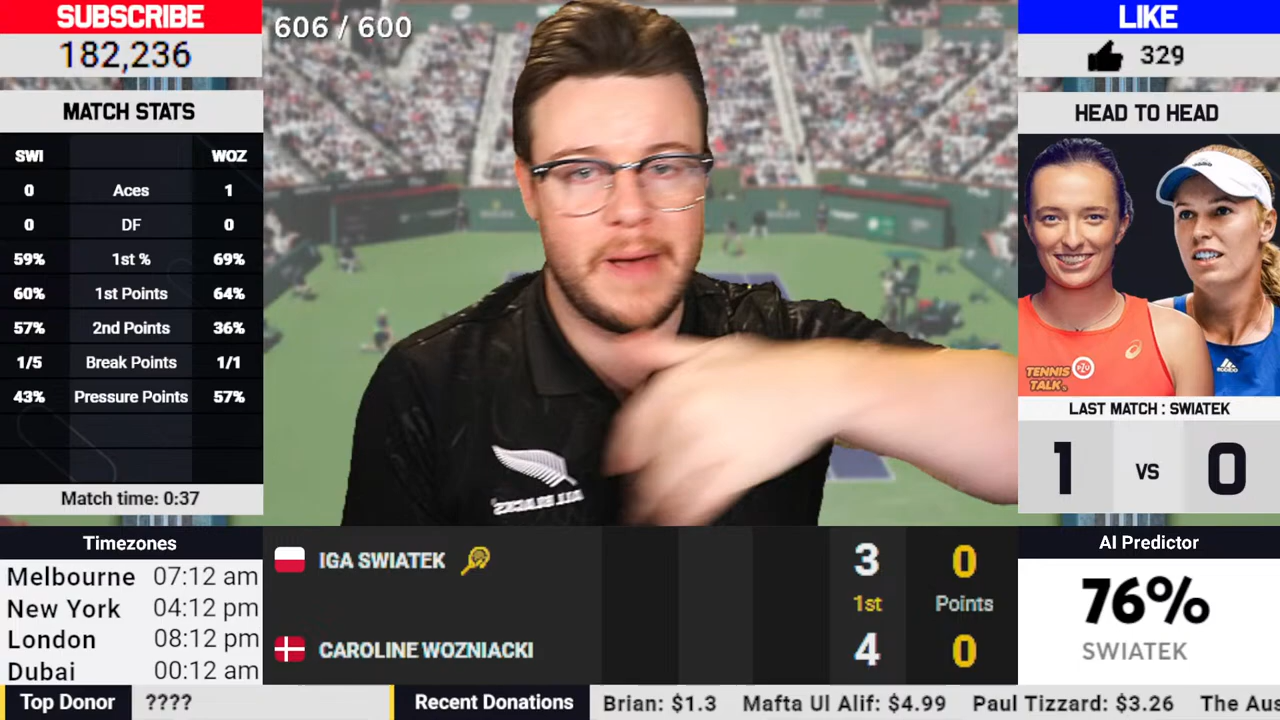 SUBSCRIBE
182,236
606 / 600
LIKE
329
MATCH STATS
SWI WOZ
0 Aces 1
0 DF 0
59% 1st % 69%
60% 1st Points 64%
57% 2nd Points 36%
1/5 Break Points 1/1
43% Pressure Points 57%
Match time: 0:37
HEAD TO HEAD
TENNIS
TALK.
PZU
LAST MATCH : SWIATEK
1 VS 0
ALL BLACKS
Timezones
Melbourne 07:12 am
New York 04:12 pm
London 08:12 pm
Dubai 00:12 am
IGA SWIATEK 3 0
1st Points
CAROLINE WOZNIACKI 4 0
AI Predictor
76%
SWIATEK
Top Donor ???? Recent Donations Brian: $1.3 Mafta Ul Alif: $4.99 Paul Tizzard: $3.26 The Aus